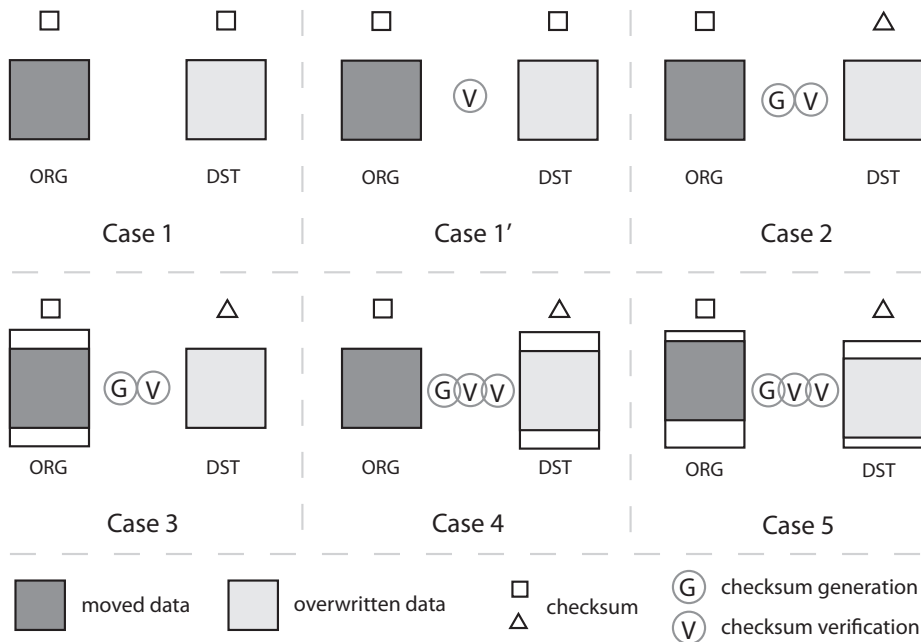 V
G V
ORG DST ORG DST ORG DST
Case 1 Case 1’ Case 2
G V G V V G V V
ORG DST ORG DST ORG DST
Case 3 Case 4 Case 5
moved data overwritten data checksum G checksum generation
V checksum verification